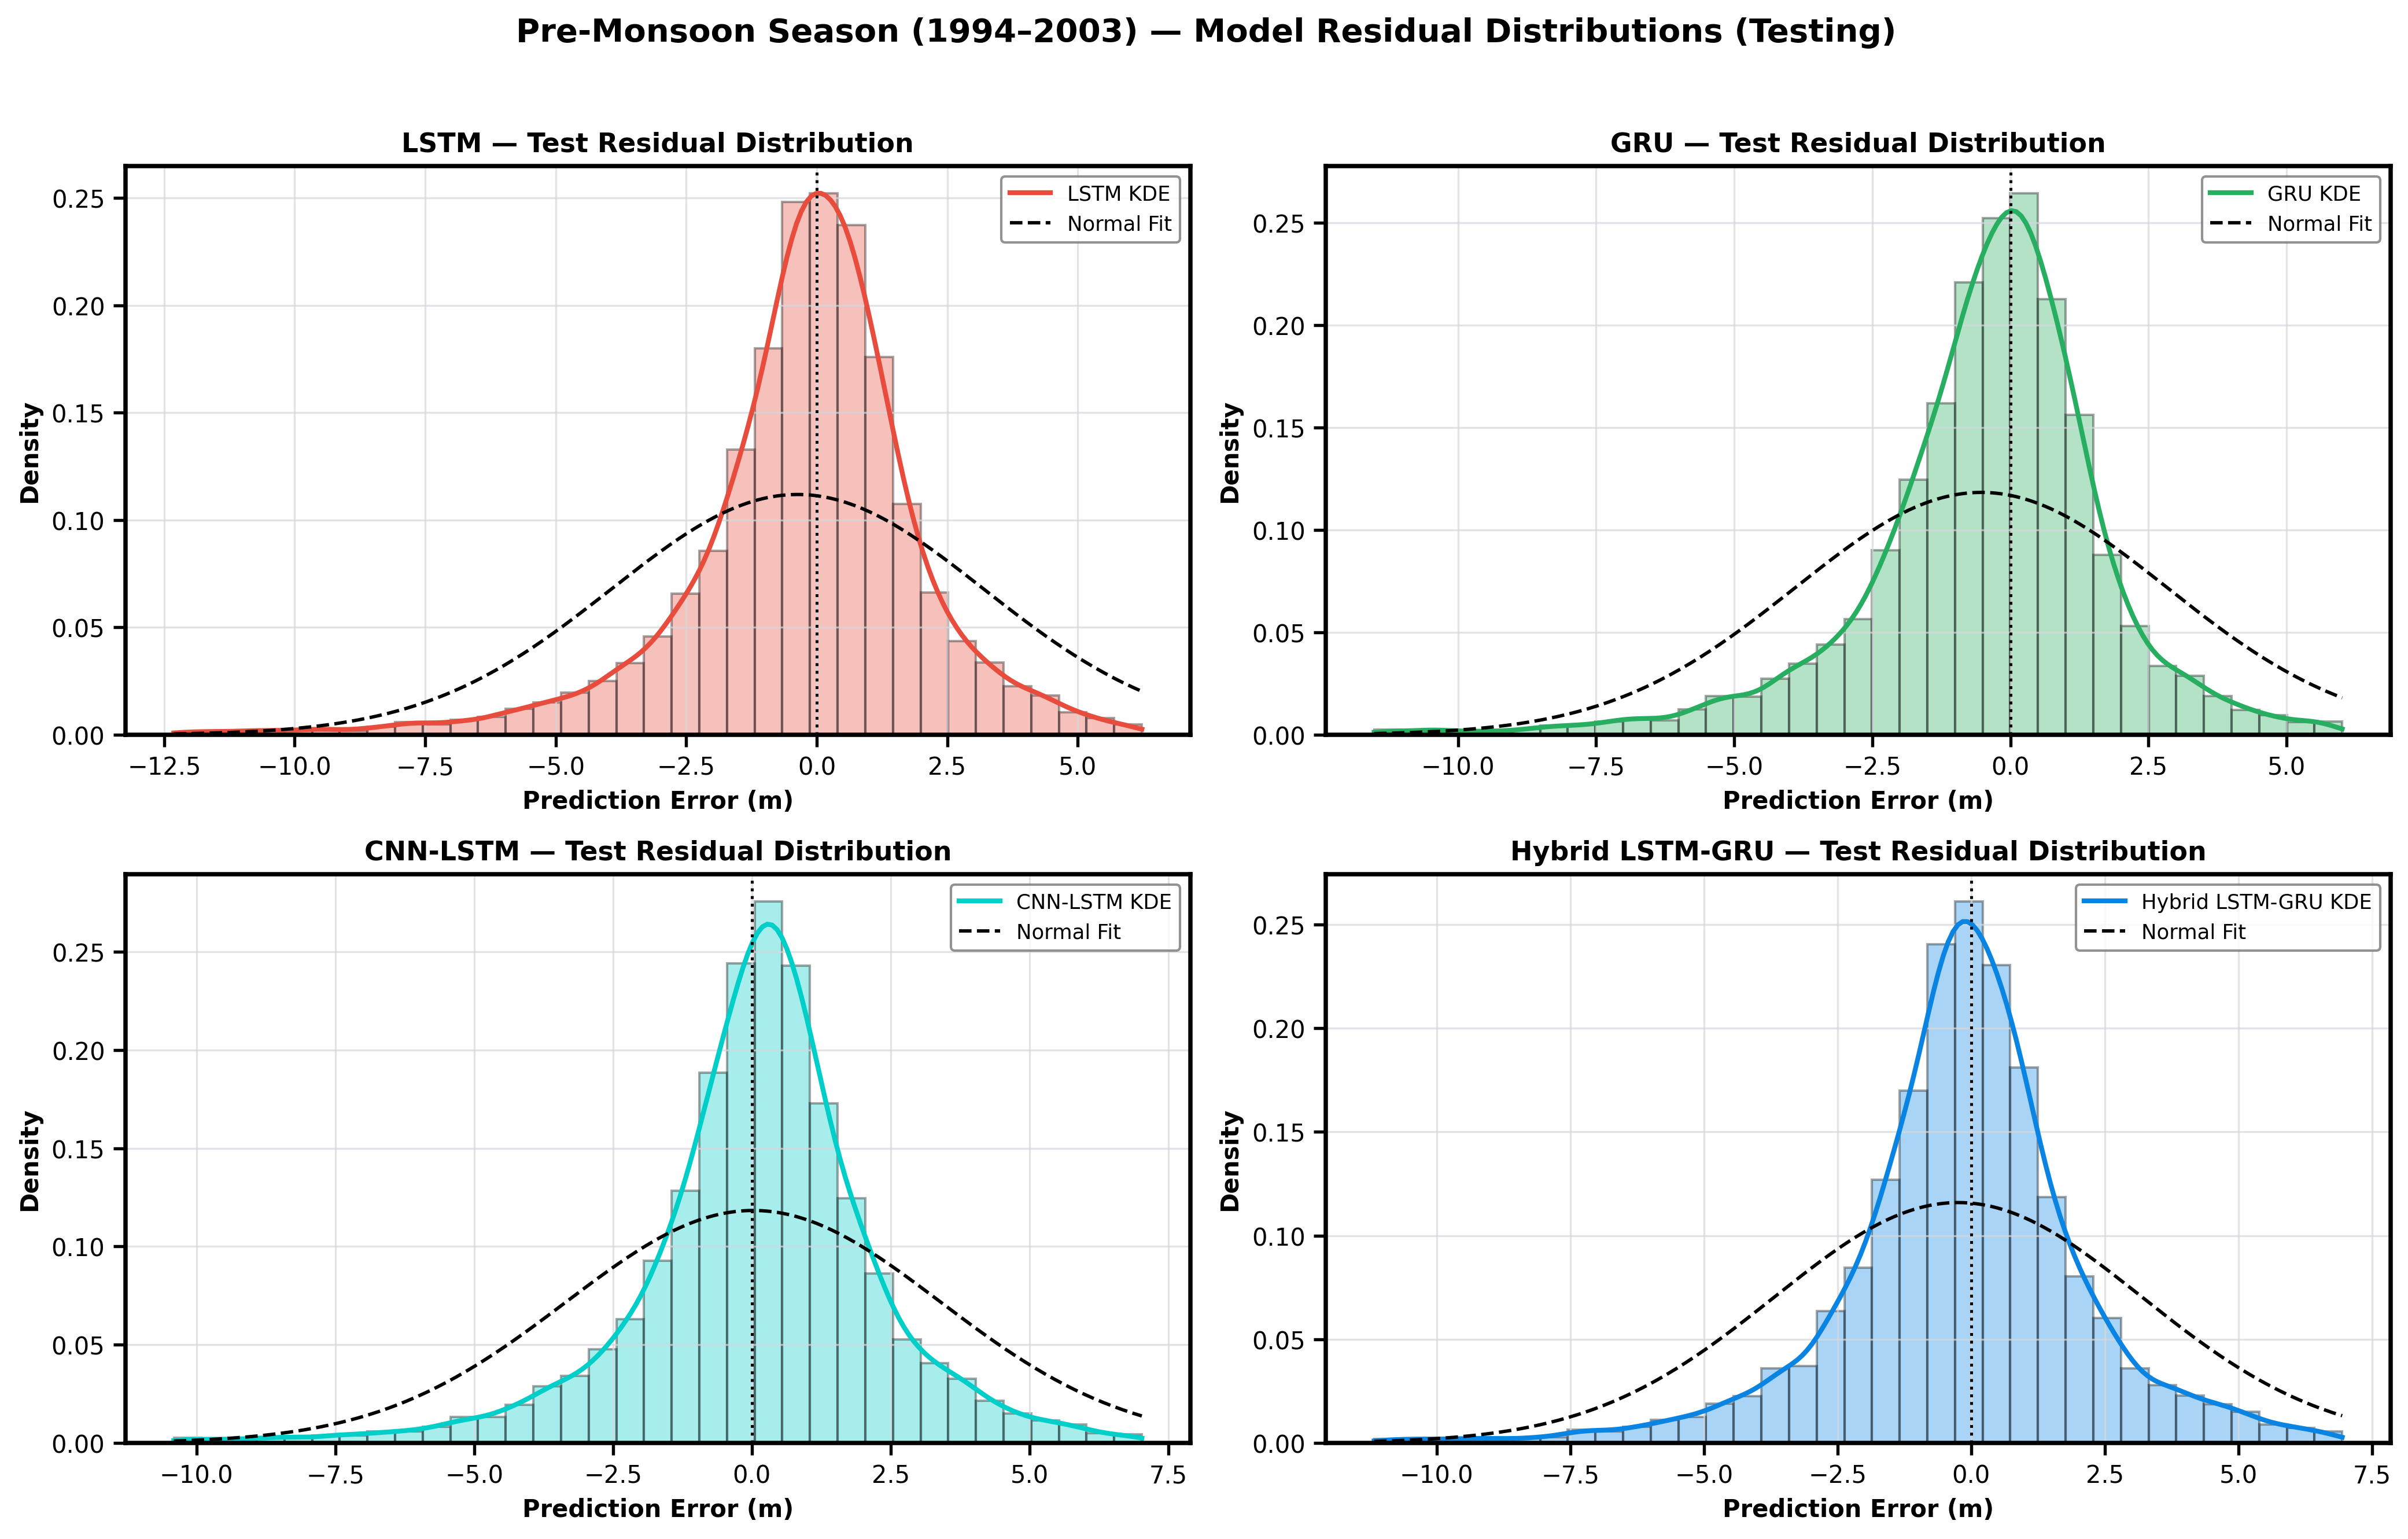 Pre-Monsoon Season (1994–2003) — Model Residual Distributions (Testing)
LSTM — Test Residual Distribution
LSTM KDE
Normal Fit
Density
0.25
0.20
0.15
0.10
0.05
0.00
−12.5 −10.0 −7.5 −5.0 −2.5 0.0 2.5 5.0
Prediction Error (m)
GRU — Test Residual Distribution
GRU KDE
Normal Fit
Density
0.25
0.20
0.15
0.10
0.05
0.00
−10.0 −7.5 −5.0 −2.5 0.0 2.5 5.0
Prediction Error (m)
CNN-LSTM — Test Residual Distribution
CNN-LSTM KDE
Normal Fit
Density
0.25
0.20
0.15
0.10
0.05
0.00
−10.0 −7.5 −5.0 −2.5 0.0 2.5 5.0 7.5
Prediction Error (m)
Hybrid LSTM-GRU — Test Residual Distribution
Hybrid LSTM-GRU KDE
Normal Fit
Density
0.25
0.20
0.15
0.10
0.05
0.00
−10.0 −7.5 −5.0 −2.5 0.0 2.5 5.0 7.5
Prediction Error (m)